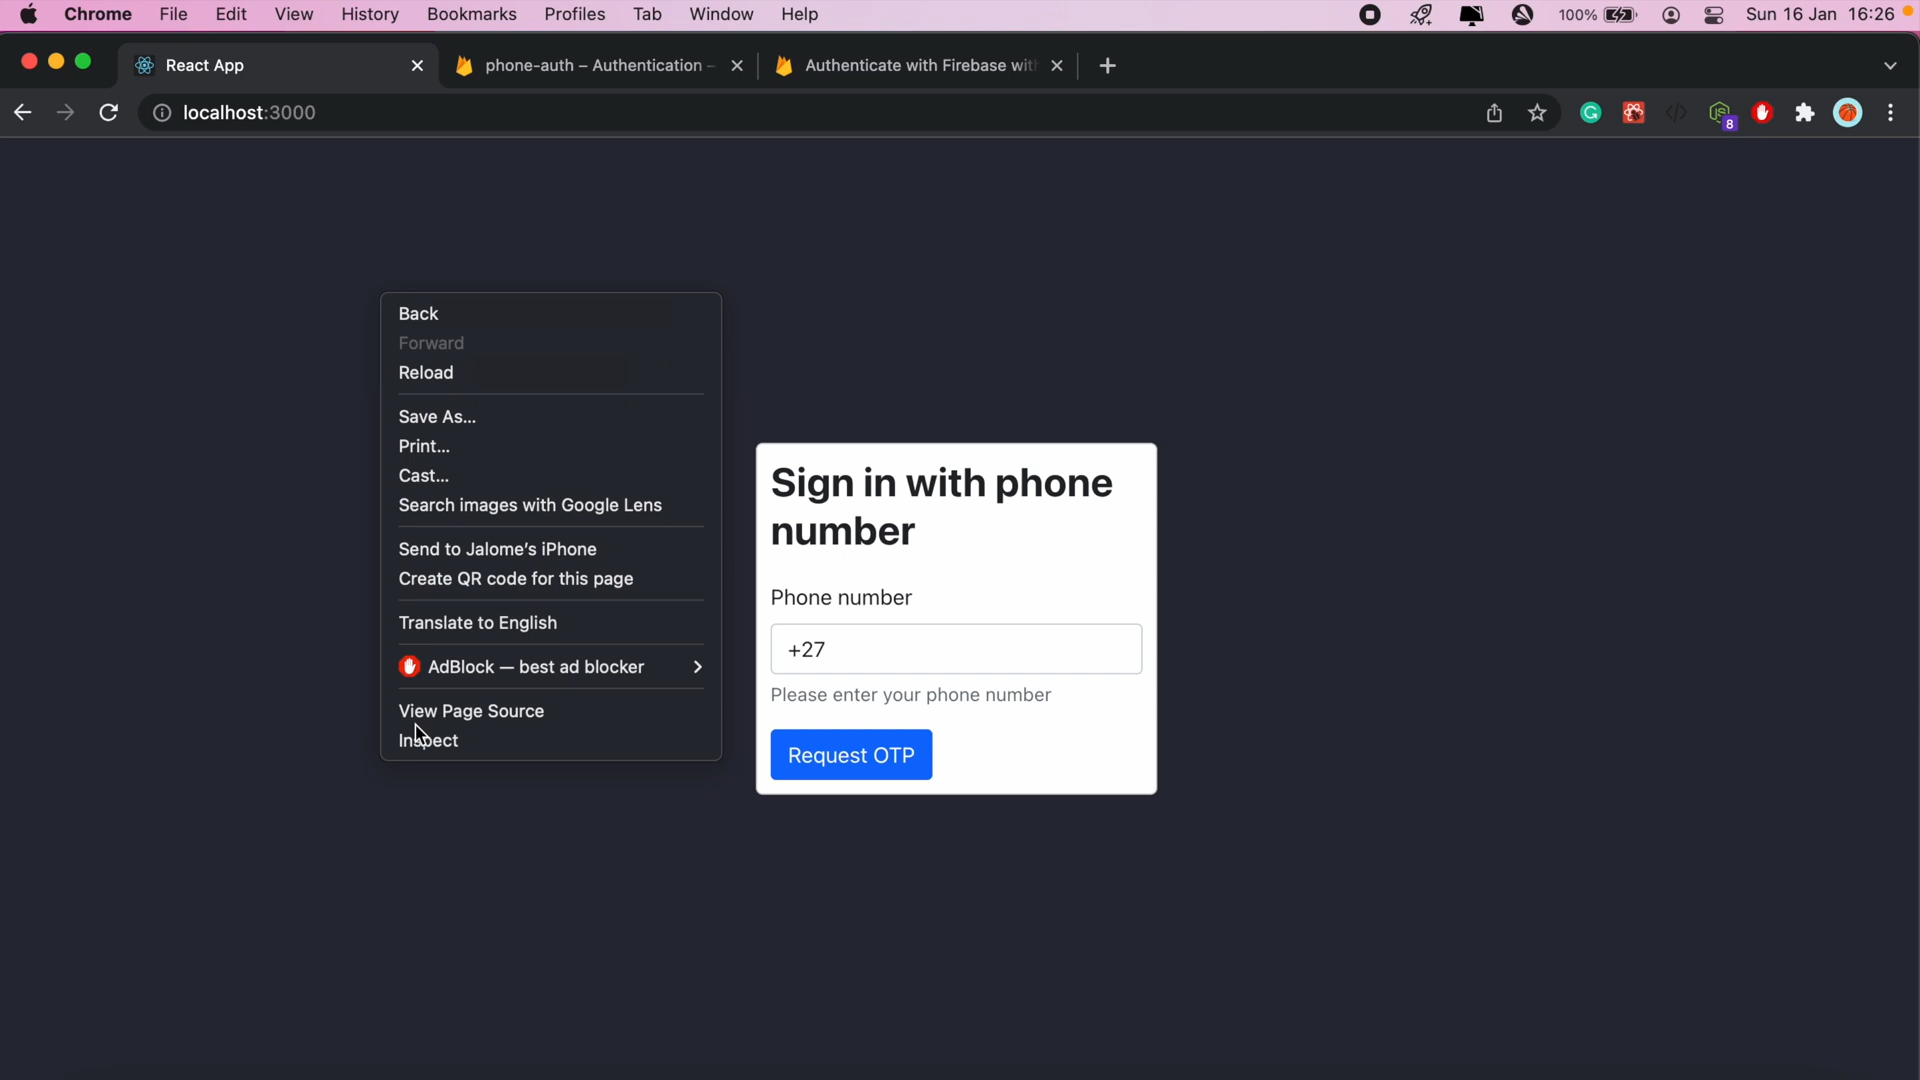 Chrome File Edit View History Bookmarks Profiles Tab Window Help 100% Sun 16 Jan 16:26
React App phone-auth – Authentication – Authenticate with Firebase wit
localhost:3000 8
Back
Forward
Reload
Save As...
Print...
Cast...
Search images with Google Lens
Send to Jalome's iPhone
Create QR code for this page
Translate to English
AdBlock — best ad blocker
View Page Source
Inspect
Sign in with phone
number
Phone number
+27
Please enter your phone number
Request OTP